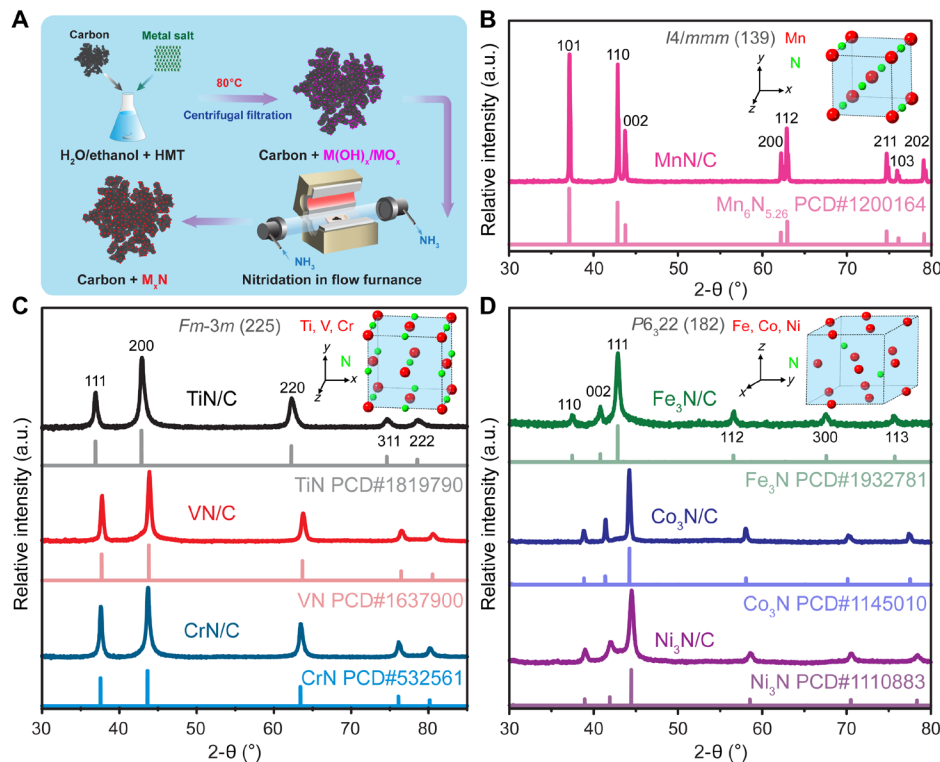 A
Carbon
Metal salt
80°C
Centrifugal filtration
H₂O/ethanol + HMT
Carbon + M(OH)ₓ/MOₓ
NH₃
NH₃
Carbon + MₓN
Nitridation in flow furnance
B
I4/mmm (139)
Mn
N
y
x
z
101
110
002
200
112
211
103
202
MnN/C
Mn₆N₅.₂₆ PCD#1200164
Relative intensity (a.u.)
30 40 50 60 70 80
2-θ (°)
C
Fm-3m (225)
Ti, V, Cr
N
y
x
z
111
200
220
311
222
TiN/C
TiN PCD#1819790
VN/C
VN PCD#1637900
CrN/C
CrN PCD#532561
Relative intensity (a.u.)
30 40 50 60 70 80
2-θ (°)
D
P6₃22 (182)
Fe, Co, Ni
N
z
x
y
110
002
111
112
300
113
Fe₃N/C
Fe₃N PCD#1932781
Co₃N/C
Co₃N PCD#1145010
Ni₃N/C
Ni₃N PCD#1110883
Relative intensity (a.u.)
30 40 50 60 70 80
2-θ (°)